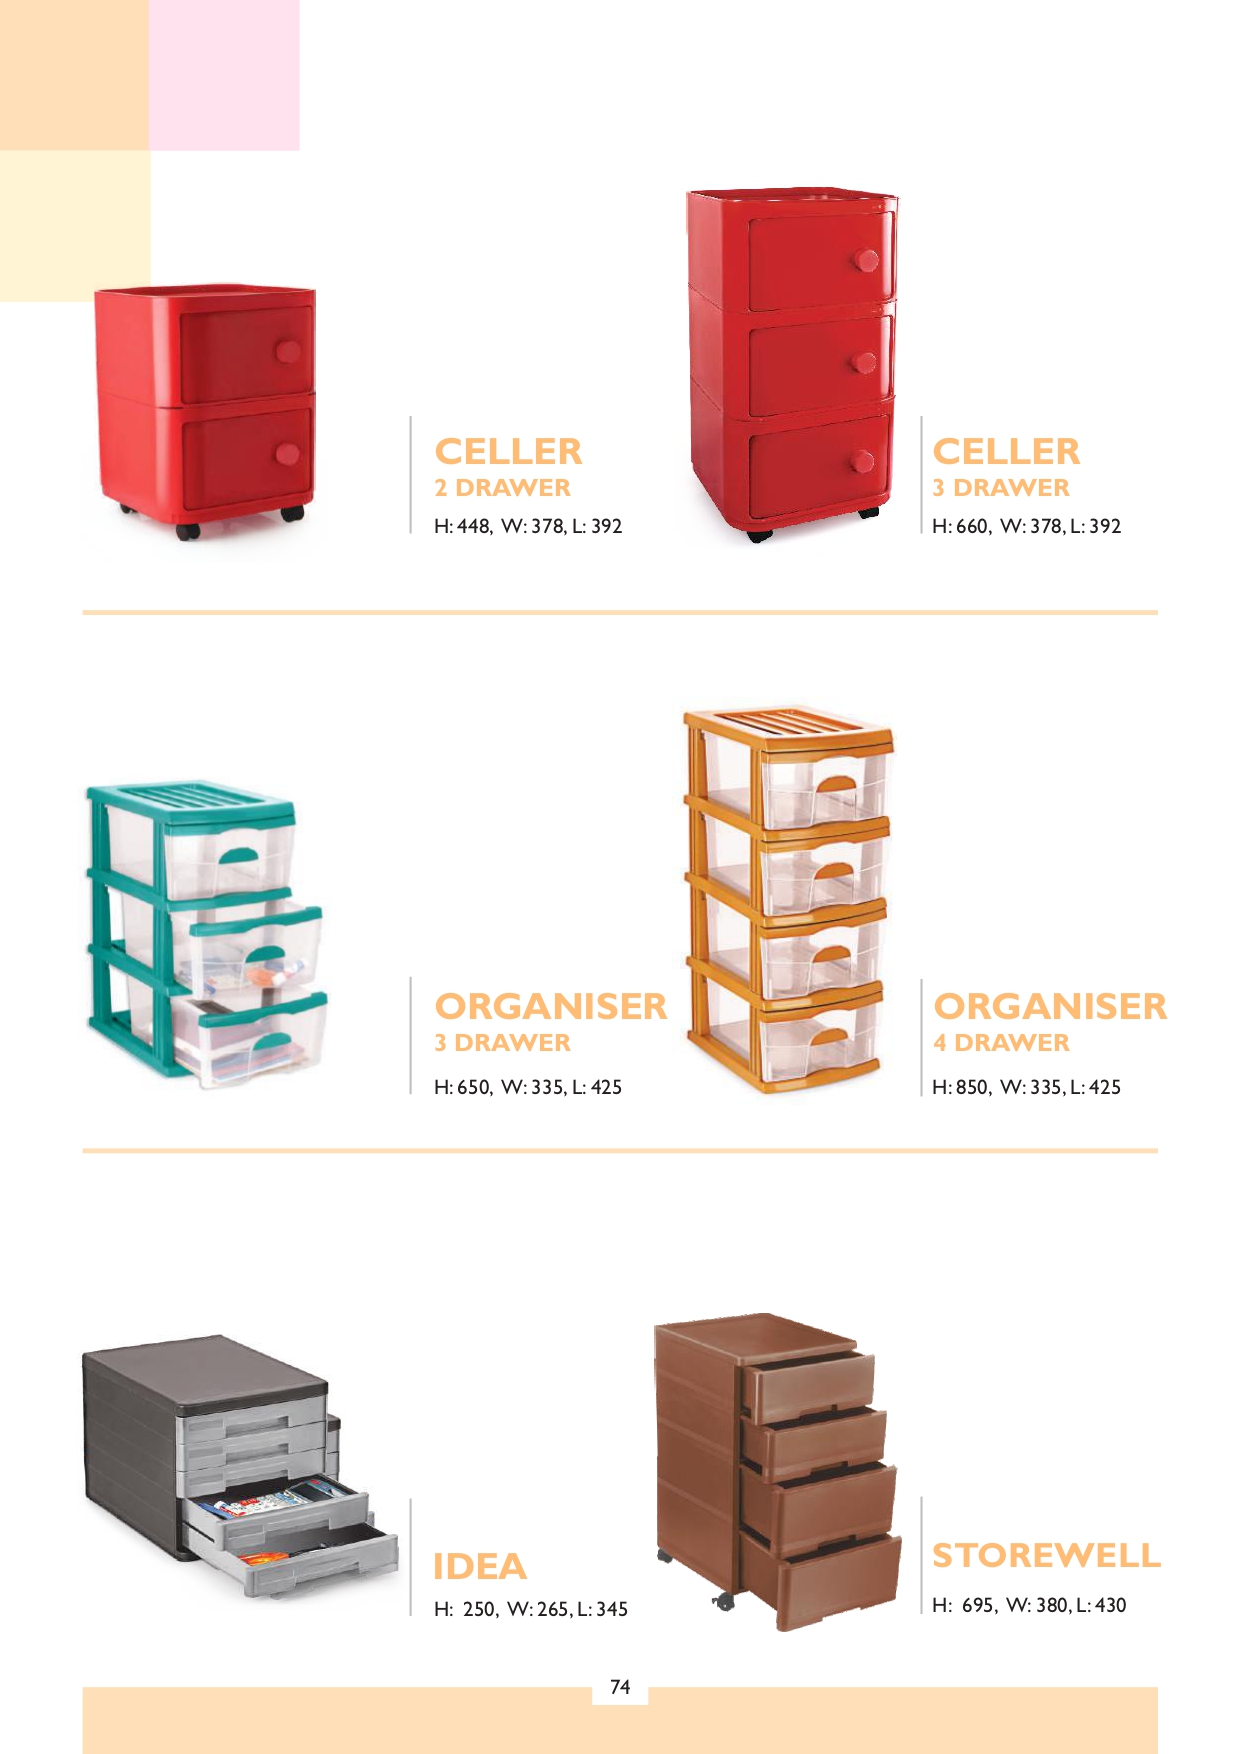 CELLER
2 DRAWER
H: 448, W: 378, L: 392
CELLER
3 DRAWER
H: 660, W: 378, L: 392
ORGANISER
3 DRAWER
H: 650, W: 335, L: 425
ORGANISER
4 DRAWER
H: 850, W: 335, L: 425
IDEA
H: 250, W: 265, L: 345
STOREWELL
H: 695, W: 380, L: 430
74